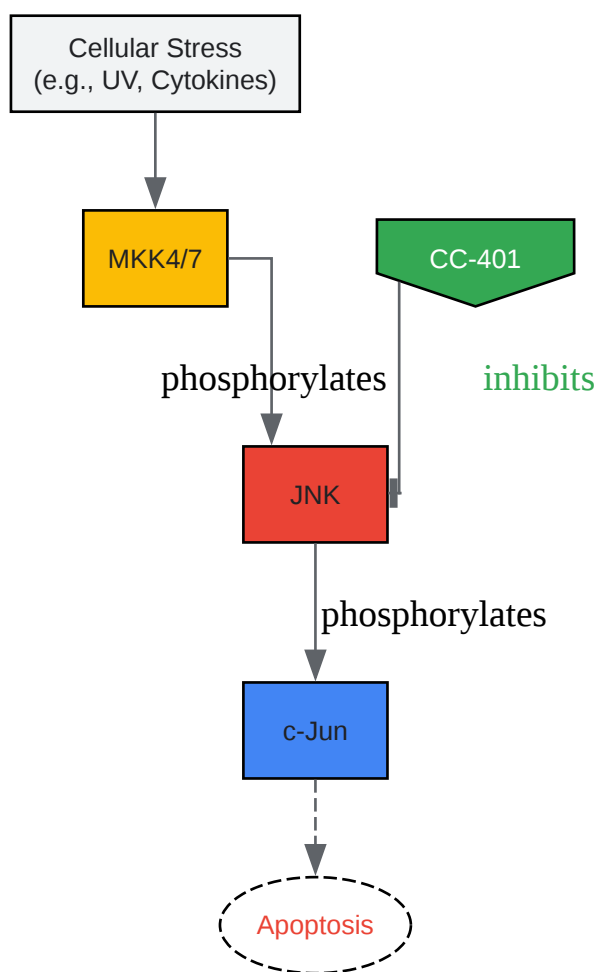 Cellular Stress
(e.g., UV, Cytokines)
MKK4/7
CC-401
phosphorylates
inhibits
JNK
phosphorylates
c-Jun
Apoptosis